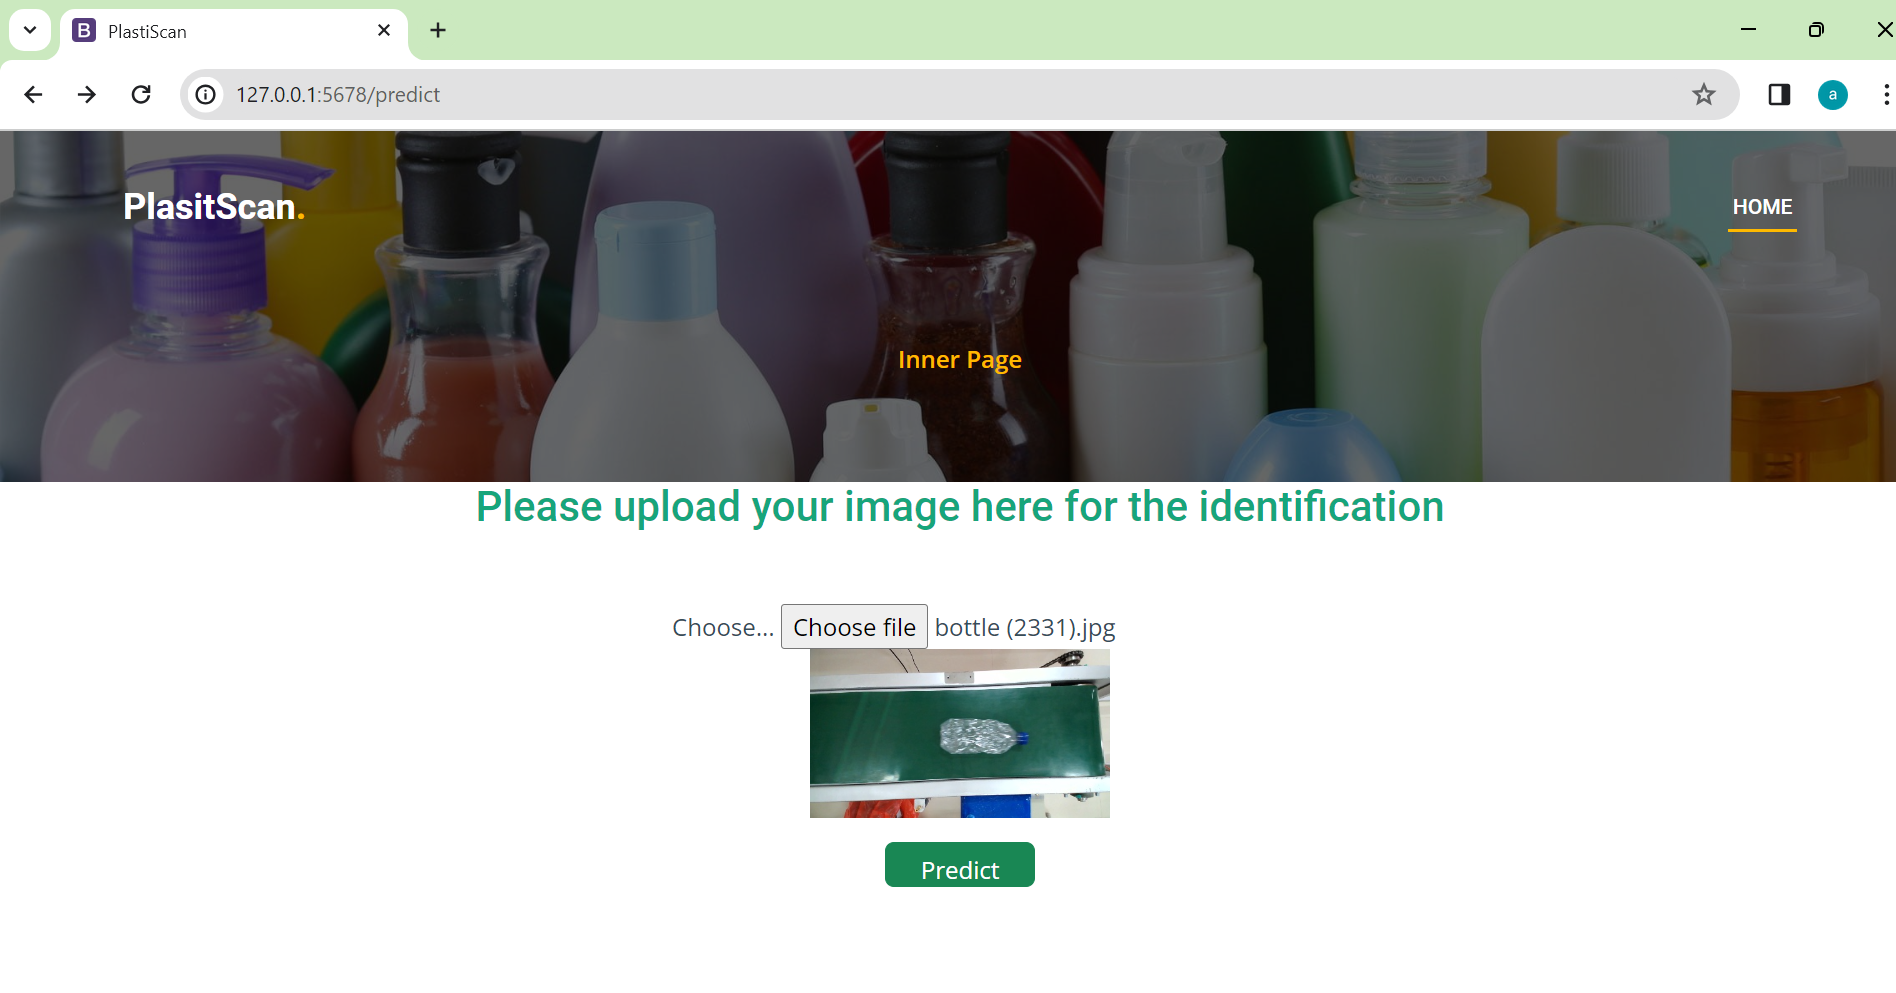 B PlastiScan
127.0.0.1:5678/predict
a
PlasitScan.
HOME
Inner Page
Please upload your image here for the identification
Choose... Choose file bottle (2331).jpg
Predict